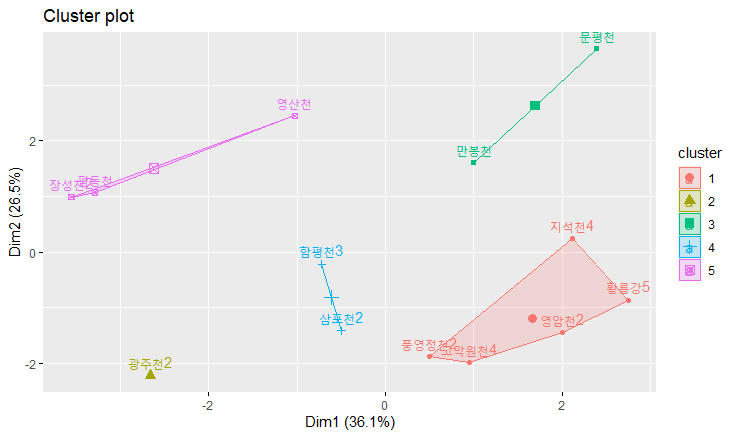 Cluster plot
문평천
영산천
만봉천
장성천
지석천4
함평천3
황룡강5
삼포천2
영암천2
풍영정천2
고막원천4
광주천2
2
0
-2
-2
0
2
Dim2 (26.5%)
Dim1 (36.1%)
cluster
1
2
3
4
5